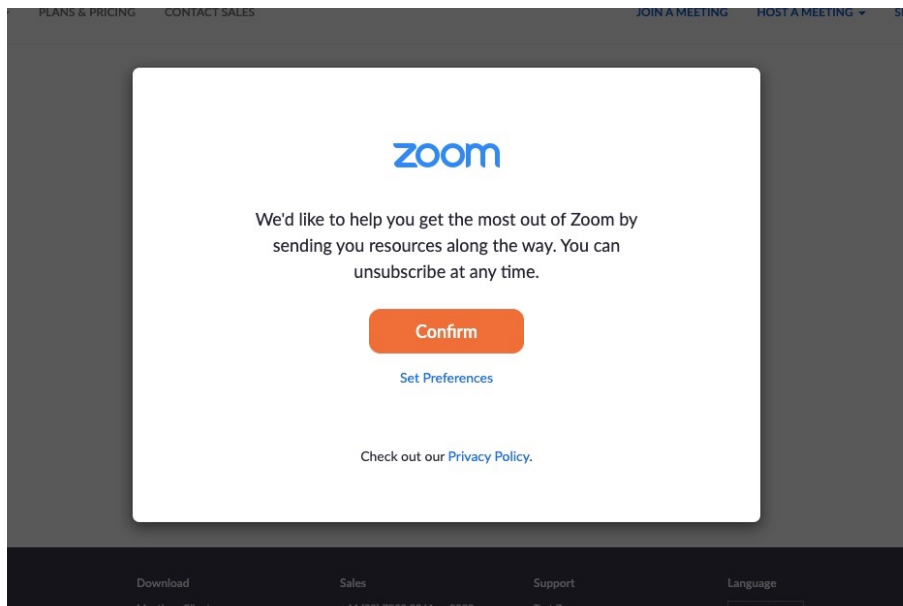 PLANS & PRICING CONTACT SALES JOIN A MEETING HOST A MEETING
zoom
We'd like to help you get the most out of Zoom by
sending you resources along the way. You can
unsubscribe at any time.
Confirm
Set Preferences
Check out our Privacy Policy.
Download Sales Support Language